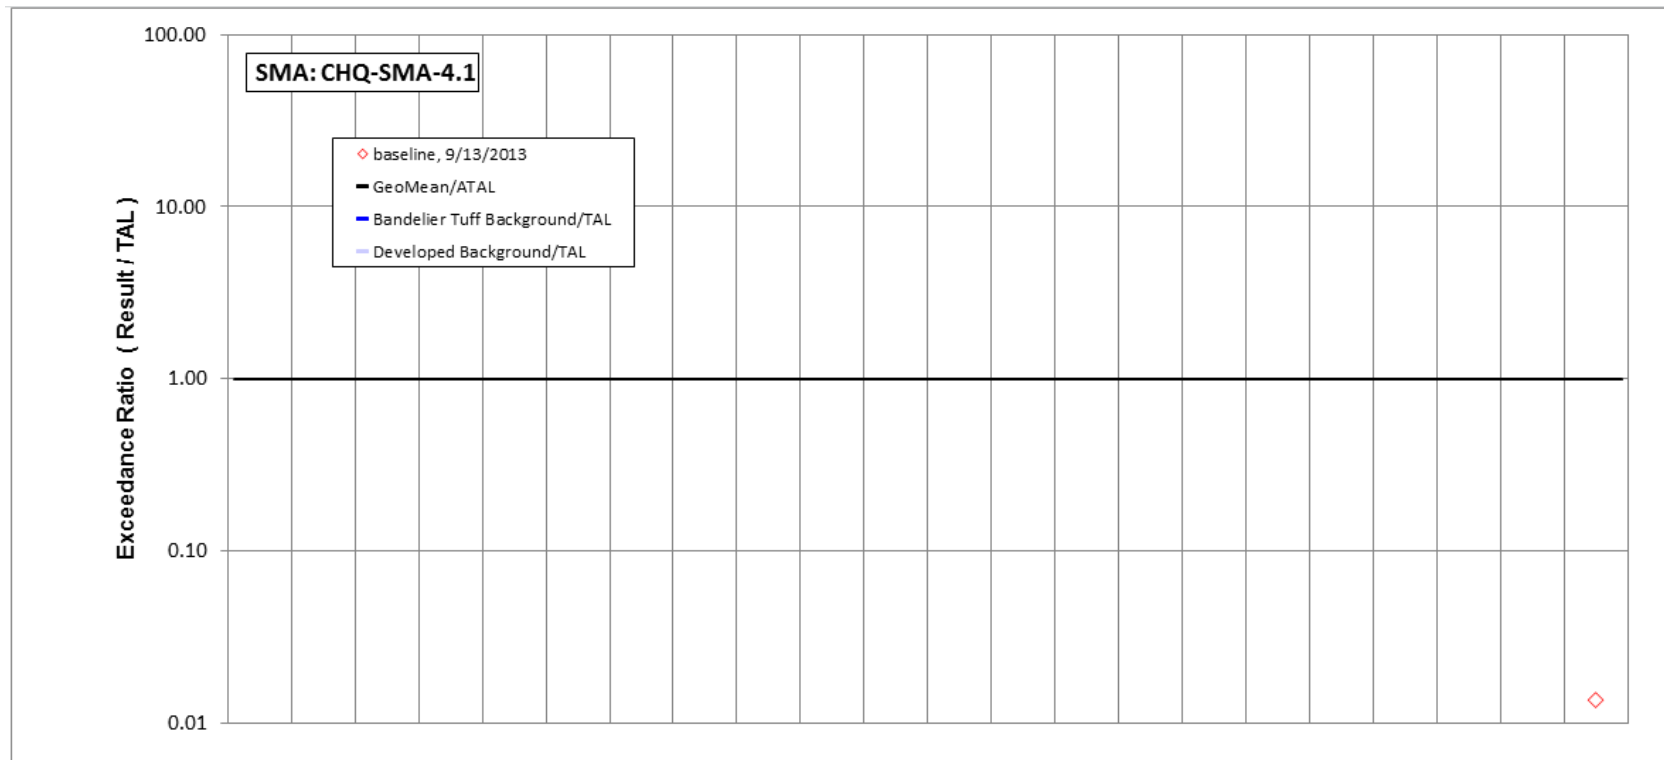 100.00
SMA: CHQ-SMA-4.1
baseline, 9/13/2013
GeoMean/ATAL
10.00
Bandelier Tuff Background/TAL
Developed Background/TAL
Exceedance Ratio ( Result / TAL )
1.00
0.10
0.01